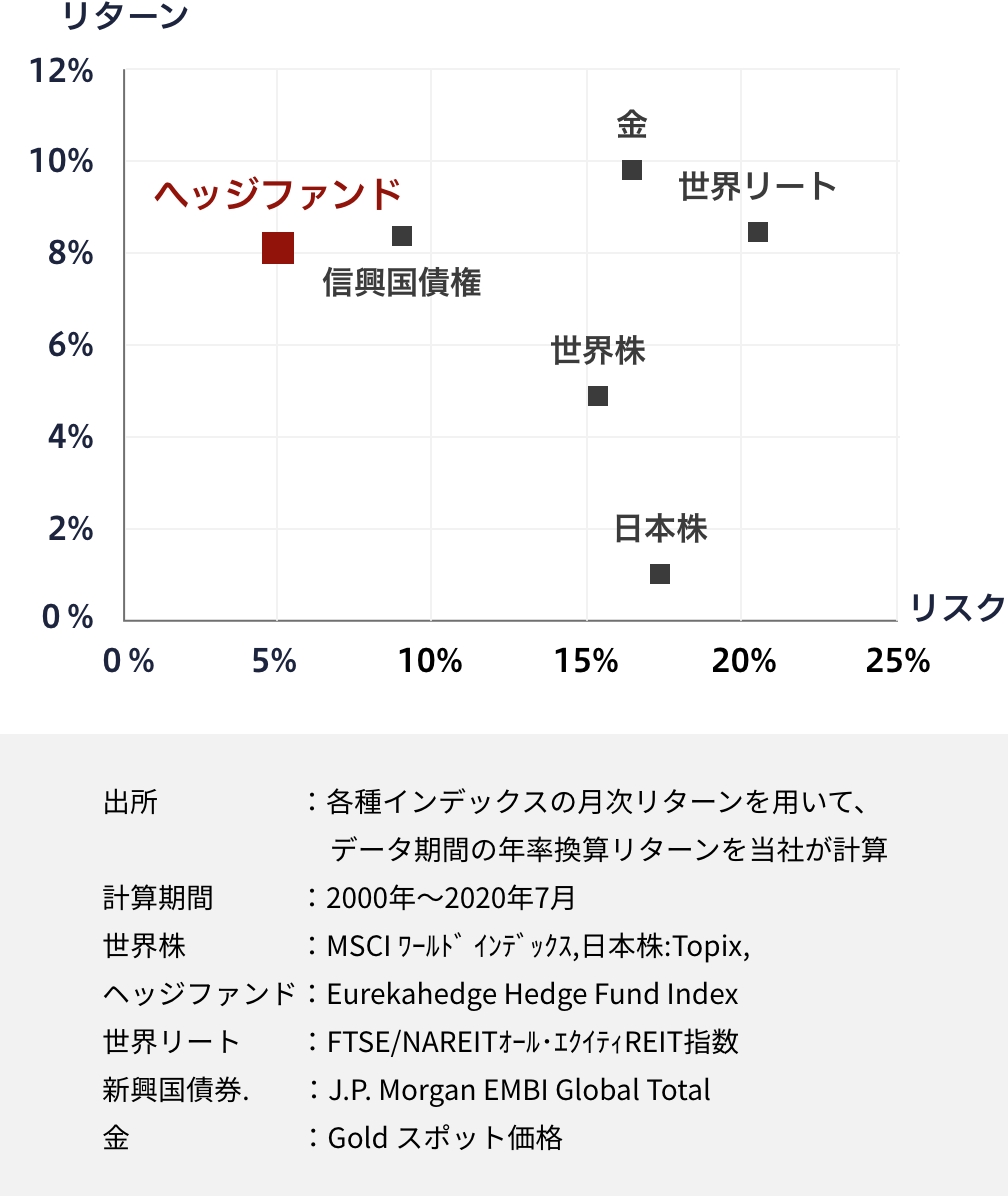 リターン
12%
10%
8%
6%
4%
2%
0 %
金
世界リート
ヘッジファンド
信興国債権
世界株
日本株
リスク
0 %
5%
10%
15%
20%
25%
出所 ：各種インデックスの月次リターンを用いて、
データ期間の年率換算リターンを当社が計算
計算期間 ：2000年〜2020年7月
世界株 ：MSCI ﾜｰﾙﾄﾞ ｲﾝﾃﾞｯｸｽ,日本株:Topix,
ヘッジファンド：Eurekahedge Hedge Fund Index
世界リート ：FTSE/NAREITｵｰﾙ･ｴｸｲﾃｨREIT指数
新興国債券. ：J.P. Morgan EMBI Global Total
金 ：Gold スポット価格